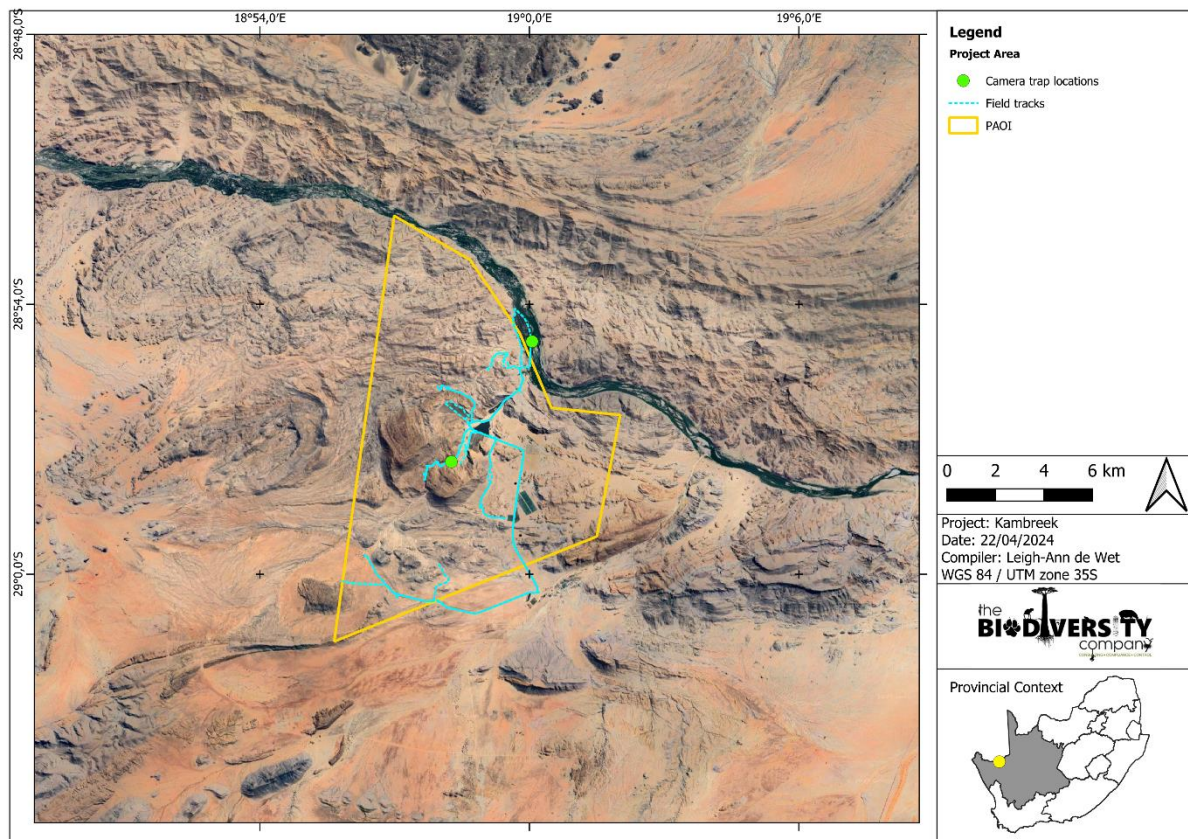 18°54,0'E
19°0,0'E
19°6,0'E
28°48,0'S
28°54,0'S
29°0,0'S
Legend
Project Area
Camera trap locations
Field tracks
PAOI
0 2 4 6 km
Project: Kambreek
Date: 22/04/2024
Compiler: Leigh-Ann de Wet
WGS 84 / UTM zone 35S
the
BIODIVERSITY
company
Provincial Context